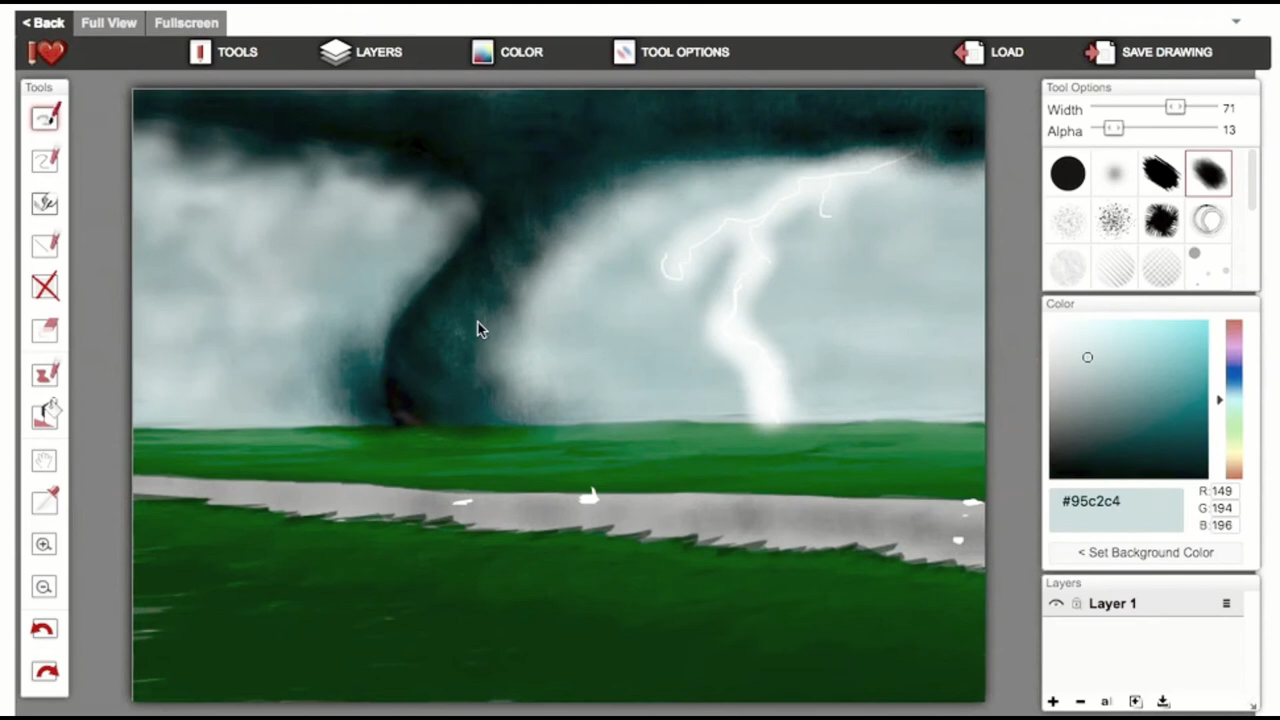 < Back Full View Fullscreen
TOOLS LAYERS COLOR TOOL OPTIONS LOAD SAVE DRAWING
Tools
Tool Options
Width 71
Alpha 13
Color
#95c2c4
R: 149
G: 194
B: 196
< Set Background Color
Layers
Layer 1
a|